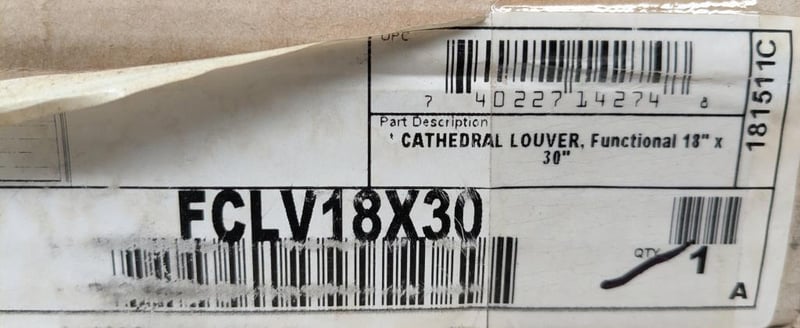 UPC
7 40227 14274 8
Part Description
CATHEDRAL LOUVER, Functional 18" x
30"
181511C
FCLV18X30
QTY
1
A